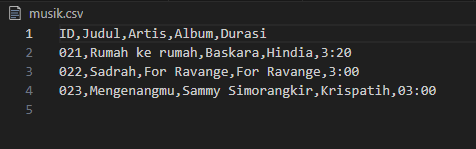 musik.csv
1 ID,Judul,Artis,Album,Durasi
2 021,Rumah ke rumah,Baskara,Hindia,3:20
3 022,Sadrah,For Ravange,For Ravange,3:00
4 023,Mengenangmu,Sammy Simorangkir,Krispatih,03:00
5